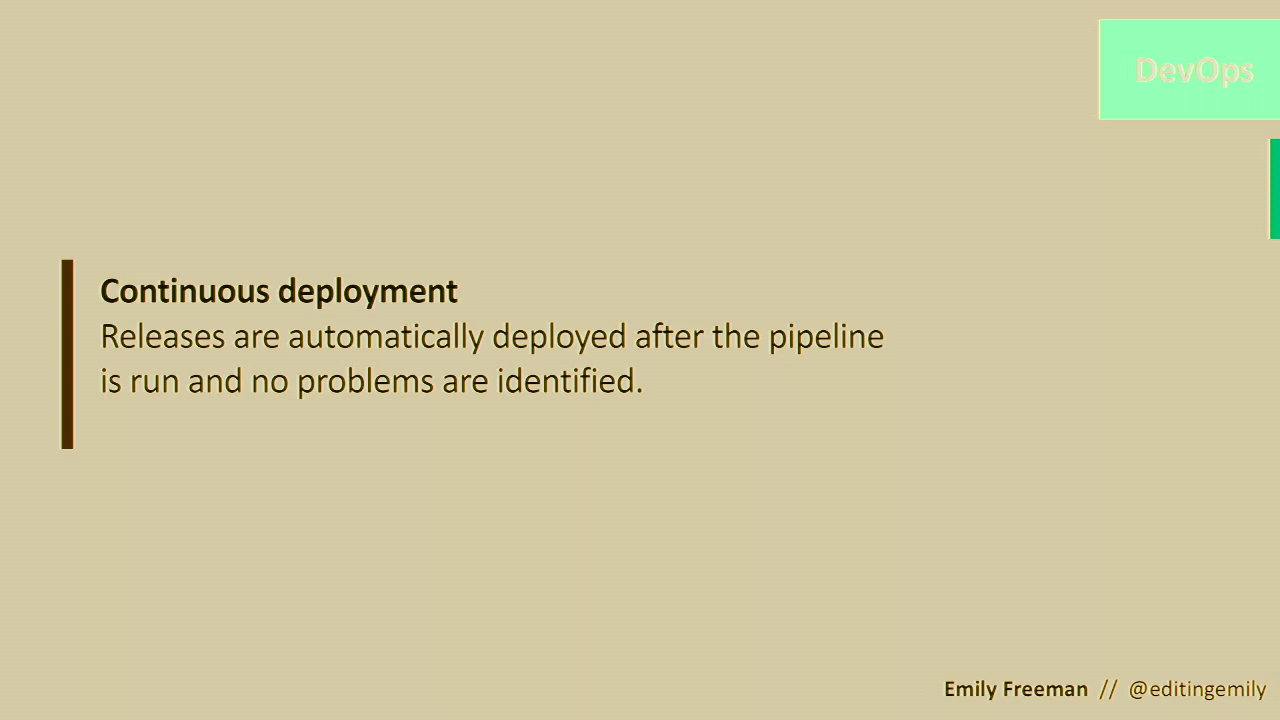 DevOps
Continuous deployment
Releases are automatically deployed after the pipeline
is run and no problems are identified.
Emily Freeman // @editingemily